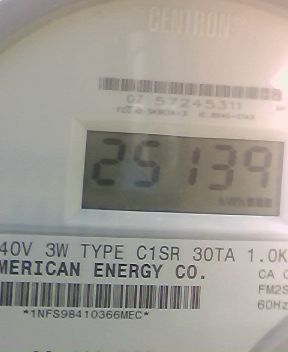 CENTRON
07 57245311
25139
kWh
40V 3W TYPE C1SR 30TA 1.0K
MERICAN ENERGY CO.
CA
FM2S
60Hz
*1NFS98410366MEC*